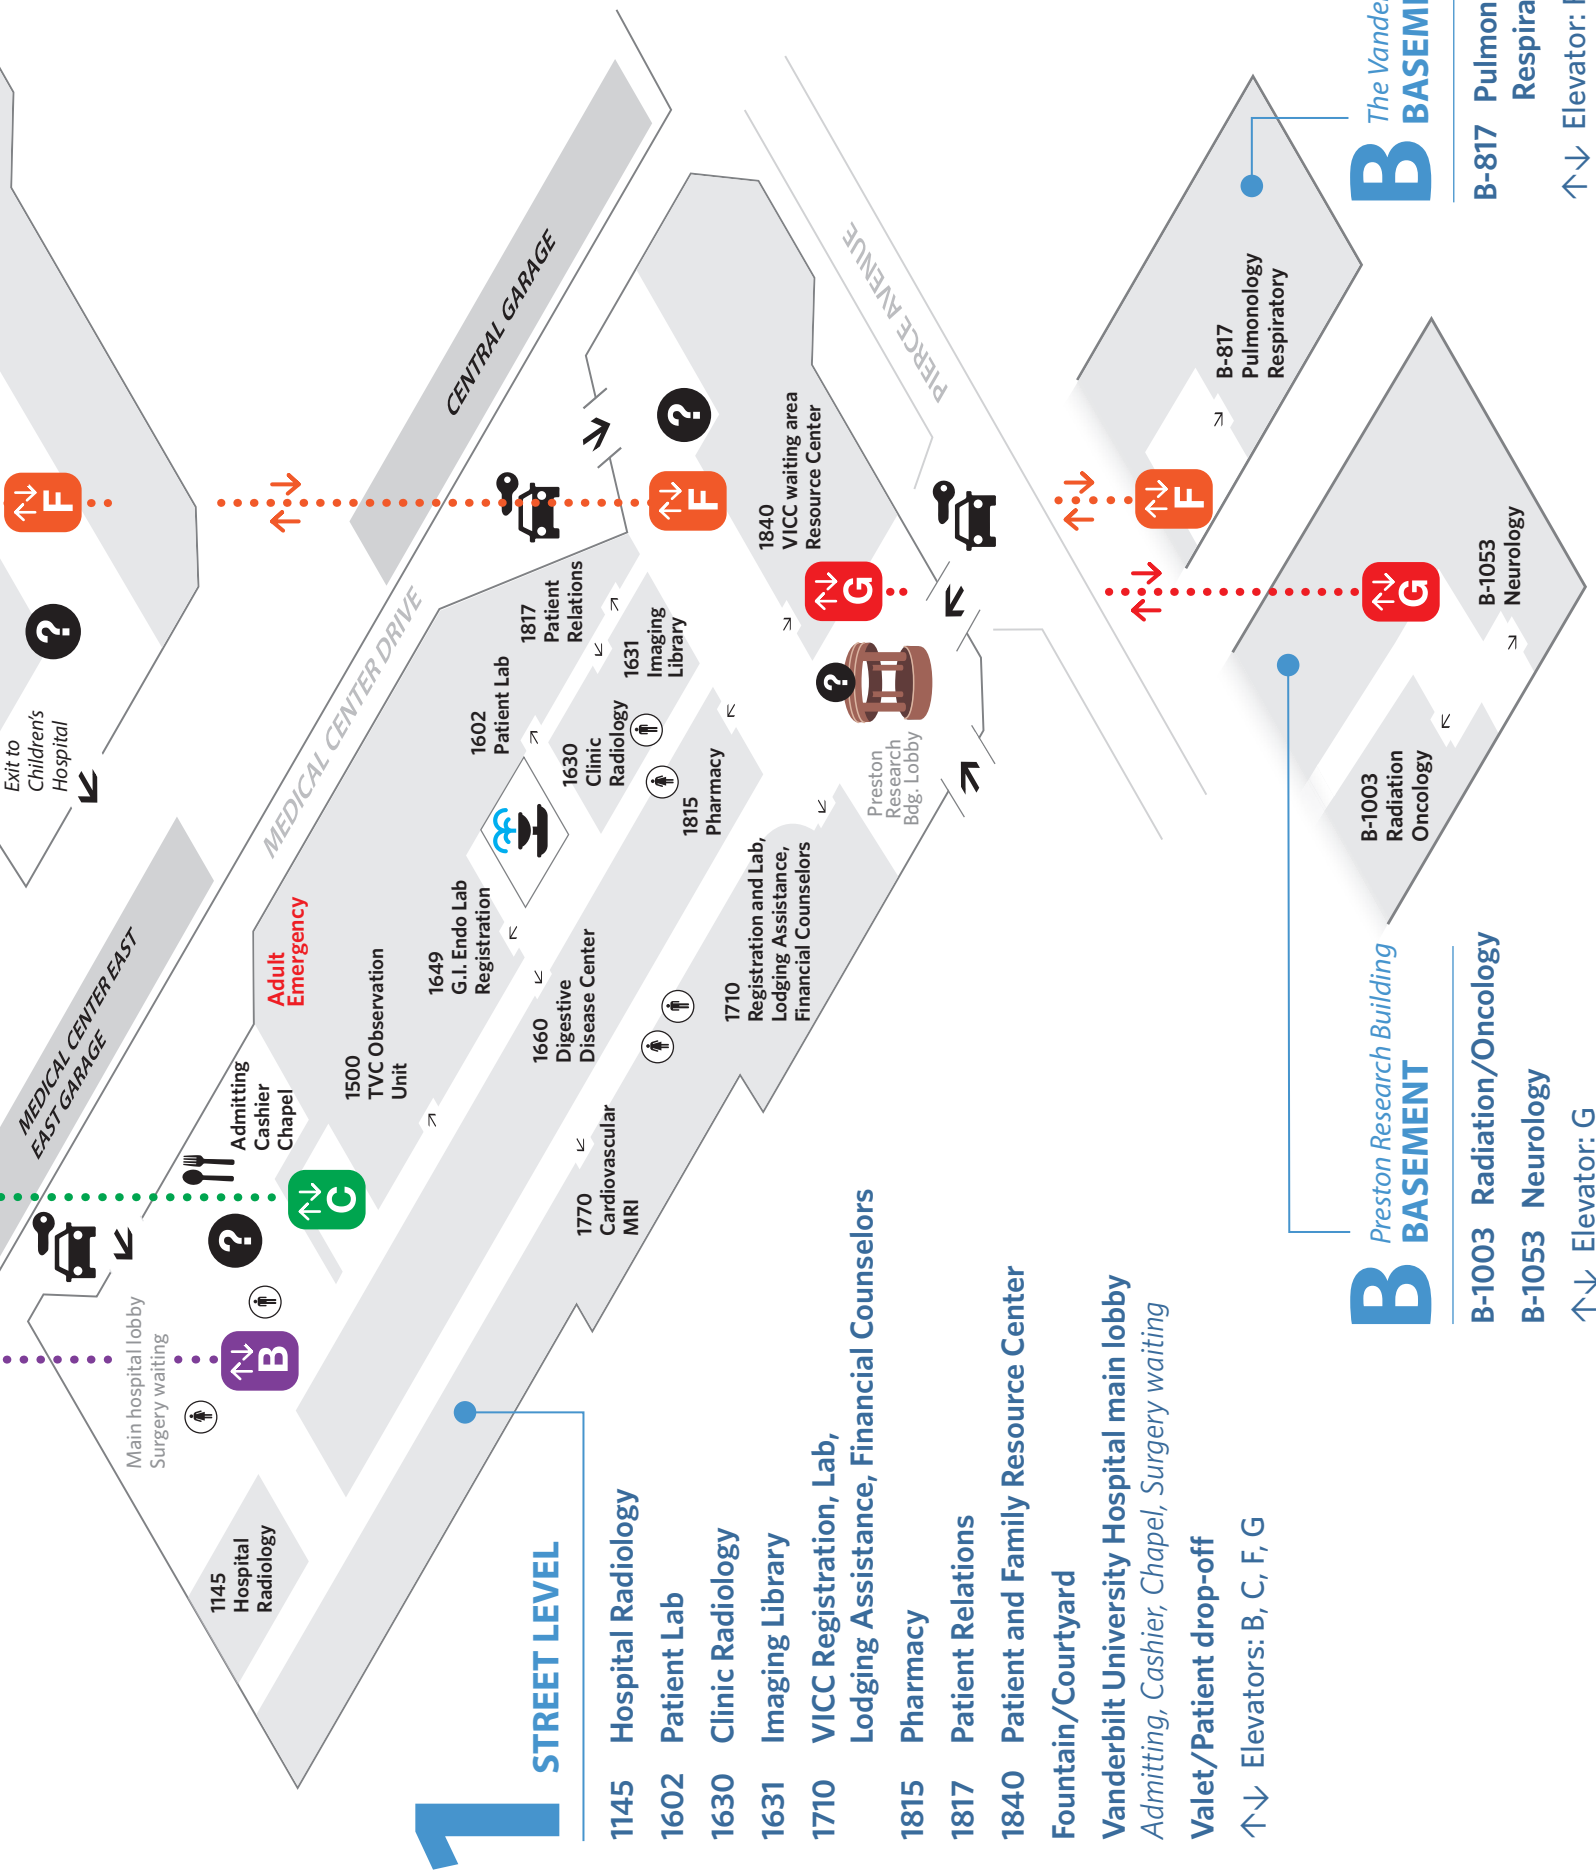 Exit to
Children's
Hospital
F
?
MEDICAL CENTER EAST
EAST GARAGE
MEDICAL CENTER DRIVE
CENTRAL GARAGE
PIERCE AVENUE
Main hospital lobby
Surgery waiting
B
?
C
Admitting
Cashier
Chapel
Adult
Emergency
1145
Hospital
Radiology
1500
TVC Observation
Unit
1649
G.I. Endo Lab
Registration
1602
Patient Lab
1817
Patient
Relations
1630
Clinic
Radiology
1631
Imaging
Library
1660
Digestive
Disease Center
1770
Cardiovascular
MRI
1815
Pharmacy
1710
Registration and Lab,
Lodging Assistance,
Financial Counselors
F
?
1840
VICC waiting area
Resource Center
G
?
Preston
Research
Bdg. Lobby
F
B-817
Pulmonology
Respiratory
G
B-1003
Radiation
Oncology
B-1053
Neurology
1
STREET LEVEL
1145 Hospital Radiology
1602 Patient Lab
1630 Clinic Radiology
1631 Imaging Library
1710 VICC Registration, Lab,
Lodging Assistance, Financial Counselors
1815 Pharmacy
1817 Patient Relations
1840 Patient and Family Resource Center
Fountain/Courtyard
Vanderbilt University Hospital main lobby
Admitting, Cashier, Chapel, Surgery waiting
Valet/Patient drop-off
Elevators: B, C, F, G
B
Preston Research Building
BASEMENT
B-1003 Radiation/Oncology
B-1053 Neurology
Elevator: G
B
The Vande
BASEM
B-817 Pulmon
Respira
Elevator: